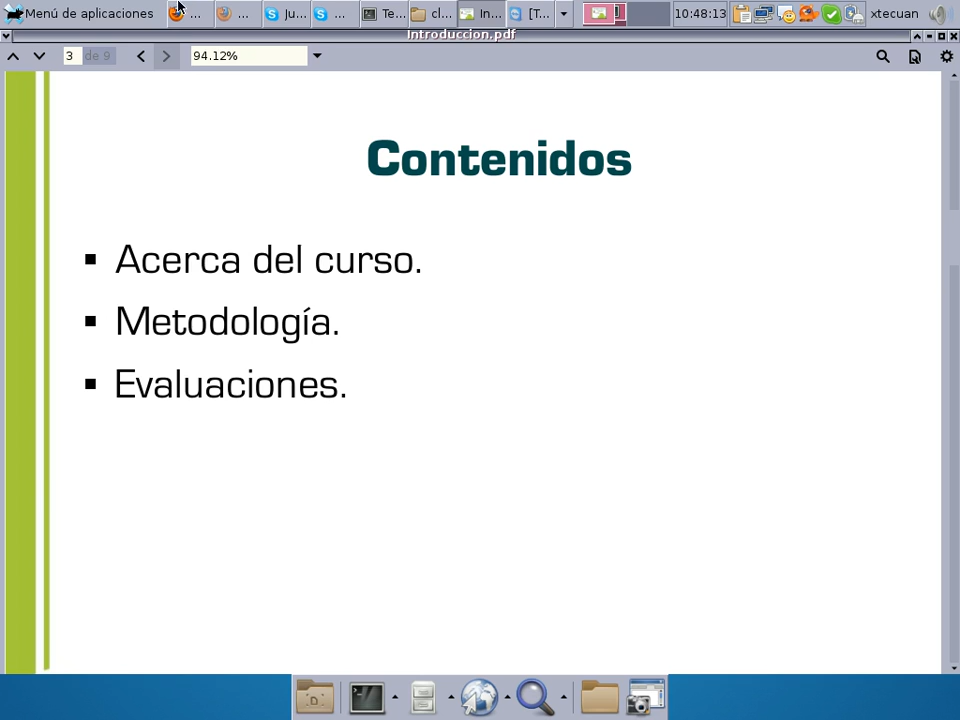 Menú de aplicaciones ... ... Ju... ... Te... cl... In... [T... 10:48:13 xtecuan
Introduccion.pdf
3 de 9 94.12%
Contenidos
▪ Acerca del curso.
▪ Metodología.
▪ Evaluaciones.